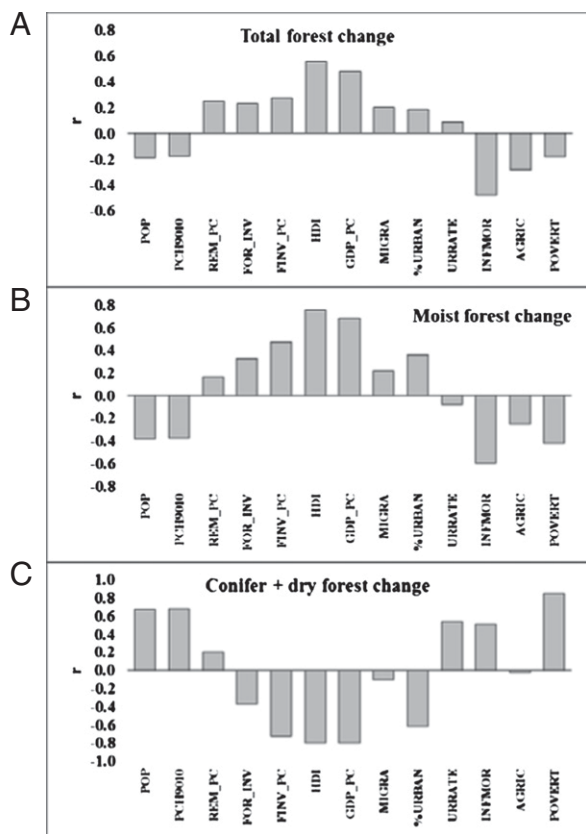 A
Total forest change
0.8
0.6
0.4
0.2
0.0
-0.2
-0.4
-0.6
r
POP
PCH9010
REM_PC
FOR_INV
FINV_PC
HDI
GDP_PC
MIGRA
%URBAN
URRATE
INFMOR
AGRIC
POVERT
B
Moist forest change
0.8
0.6
0.4
0.2
0.0
-0.2
-0.4
-0.6
-0.8
r
POP
PCH9010
REM_PC
FOR_INV
FINV_PC
HDI
GDP_PC
MIGRA
%URBAN
URRATE
INFMOR
AGRIC
POVERT
C
Conifer + dry forest change
1.0
0.8
0.6
0.4
0.2
0.0
-0.2
-0.4
-0.6
-0.8
-1.0
r
POP
PCH9010
REM_PC
FOR_INV
FINV_PC
HDI
GDP_PC
MIGRA
%URBAN
URRATE
INFMOR
AGRIC
POVERT